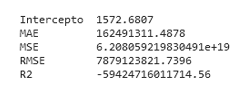 Intercepto 1572.6807
MAE 162491311.4878
MSE 6.208059219830491e+19
RMSE 7879123821.7396
R2 -59424716011714.56